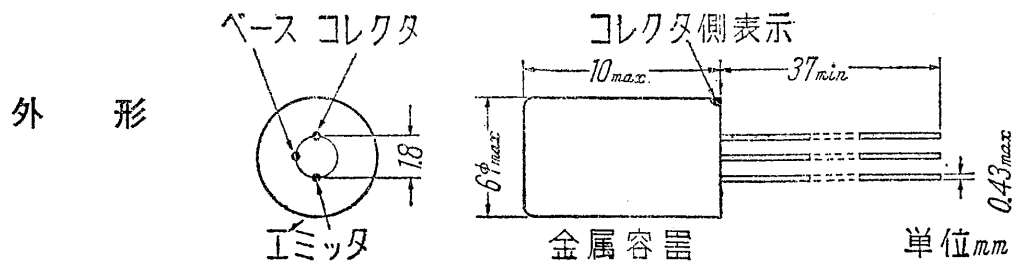 ベース コレクタ
コレクタ側表示
10max.
37min
外 形
1.8
6φmax
0.43max
エミッタ
金属容器
単位mm